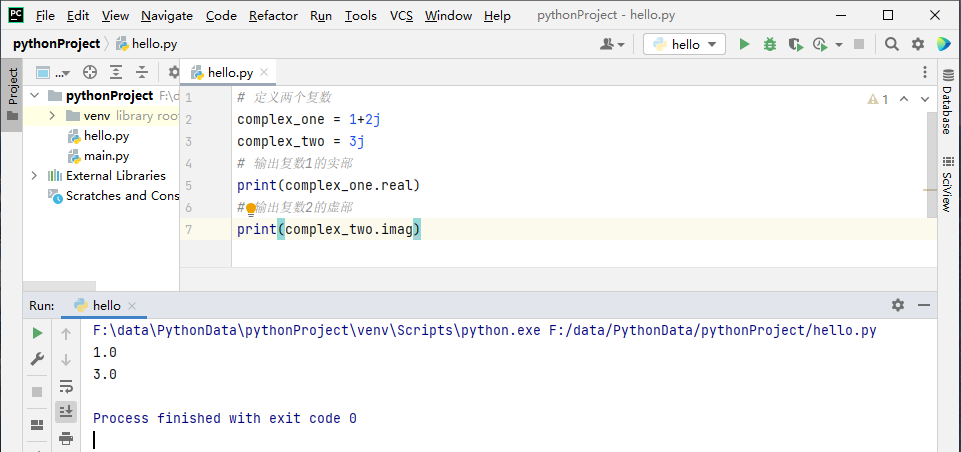 PC File Edit View Navigate Code Refactor Run Tools VCS Window Help pythonProject - hello.py
pythonProject hello.py hello
Project
... hello.py
pythonProject F:\d
venv library roo
hello.py
main.py
External Libraries
Scratches and Cons
1 # 定义两个复数
2 complex_one = 1+2j
3 complex_two = 3j
4 # 输出复数1的实部
5 print(complex_one.real)
6 # 输出复数2的虚部
7 print(complex_two.imag)
1
Database
SciView
Run: hello
F:\data\PythonData\pythonProject\venv\Scripts\python.exe F:/data/PythonData/pythonProject/hello.py
1.0
3.0
Process finished with exit code 0